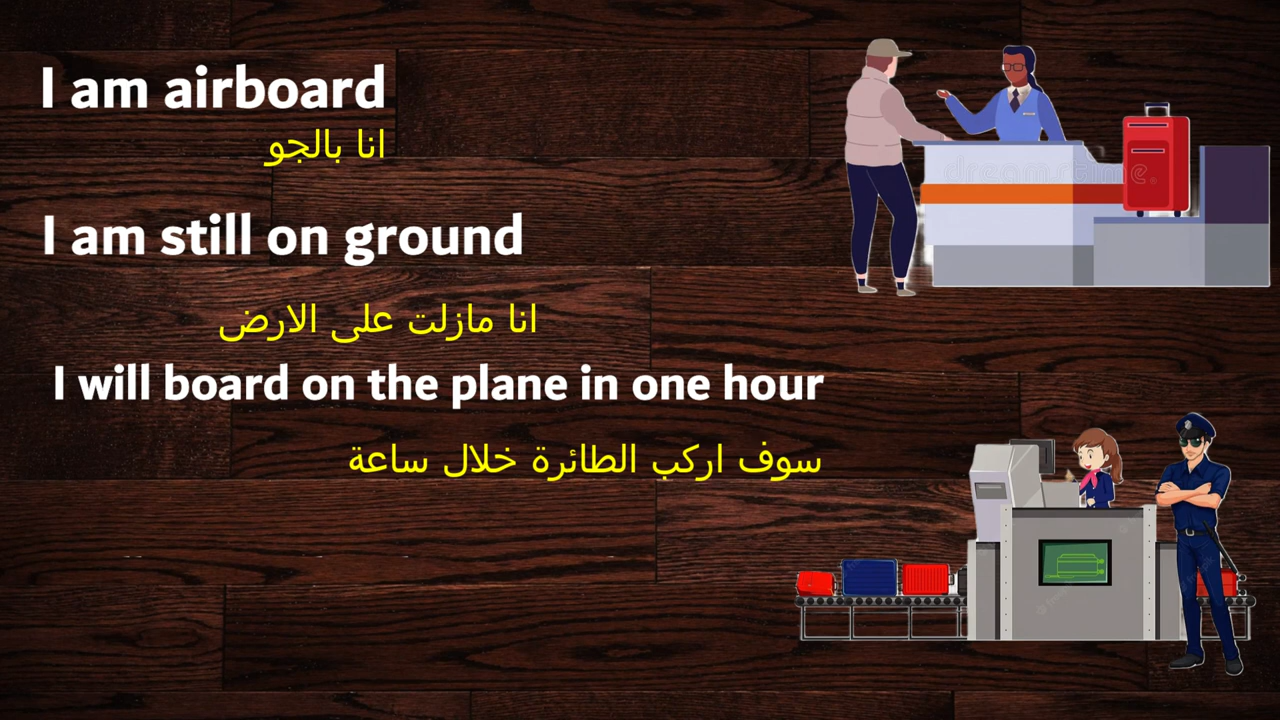 I am airboard
انا بالجو
I am still on ground
انا مازلت على الارض
I will board on the plane in one hour
سوف اركب الطائرة خلال ساعة